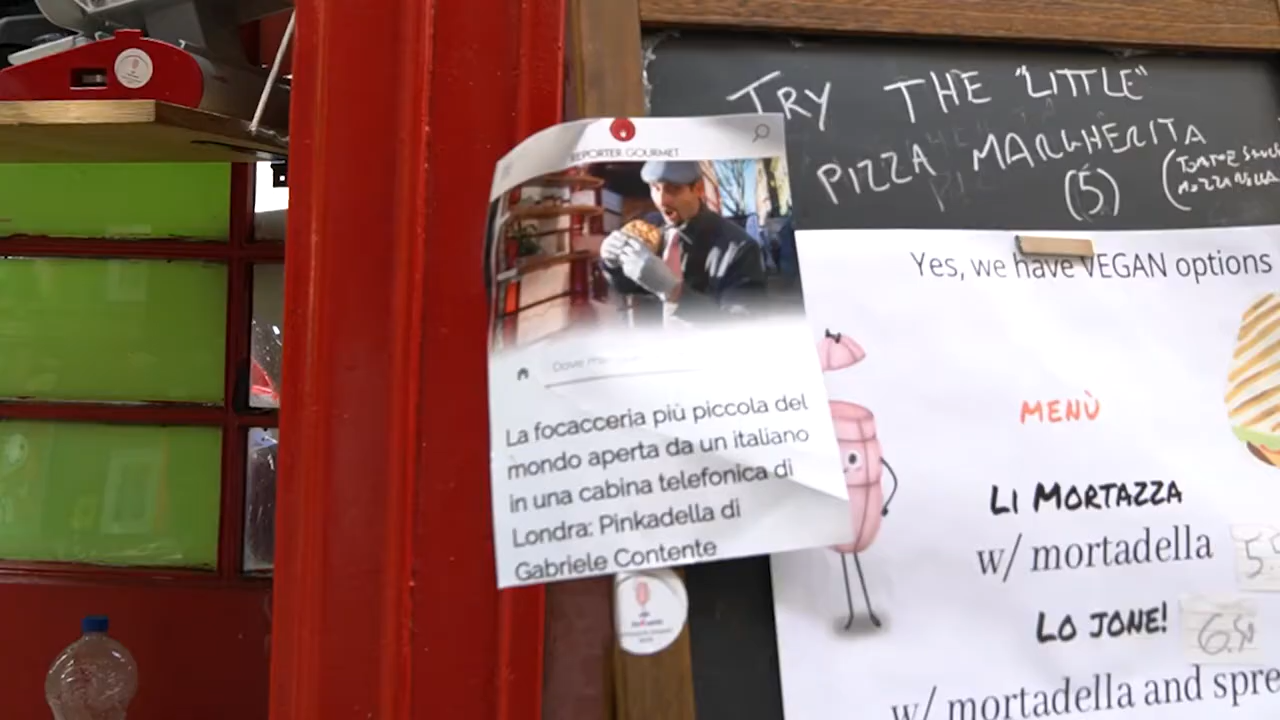 TRY THE "LITTLE"
PIZZA MARGHERITA
(5)
REPORTER GOURMET
La focacceria più piccola del
mondo aperta da un italiano
in una cabina telefonica di
Londra: Pinkadella di
Gabriele Contente
Yes, we have VEGAN options
MENÙ
LI MORTAZZA
w/ mortadella
LO JONE!
6.50
w/ mortadella and spre